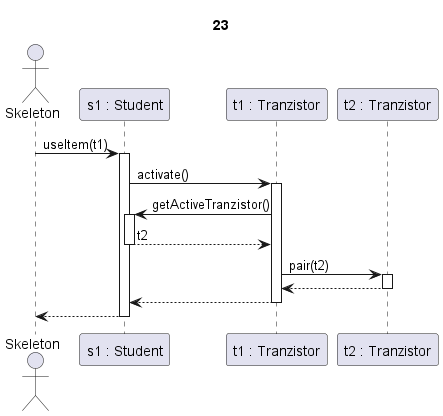 23
Skeleton
s1 : Student
t1 : Tranzistor
t2 : Tranzistor
useItem(t1)
activate()
getActiveTranzistor()
t2
pair(t2)
Skeleton
s1 : Student
t1 : Tranzistor
t2 : Tranzistor